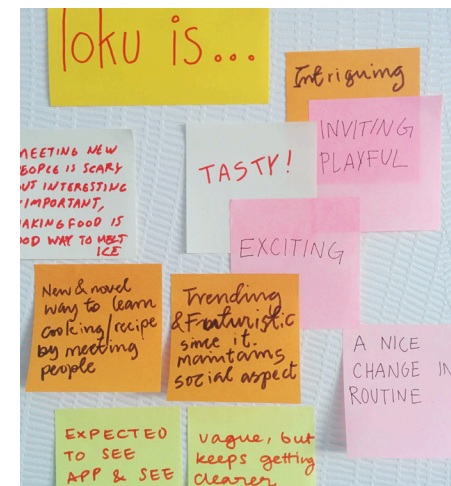 loku is...
Intriguing
INVITING
PLAYFUL
TASTY!
MEETING NEW
PEOPLE IS SCARY
BUT INTERESTING
IMPORTANT,
MAKING FOOD IS
GOOD WAY TO MELT
ICE
EXCITING
New & novel
way to learn
cooking/recipe
by meeting
people
Trending
& Futuristic
since it
maintains
social aspect
A NICE
CHANGE IN
ROUTINE
EXPECTED
TO SEE
APP & SEE
vague, but
keeps getting
clearer